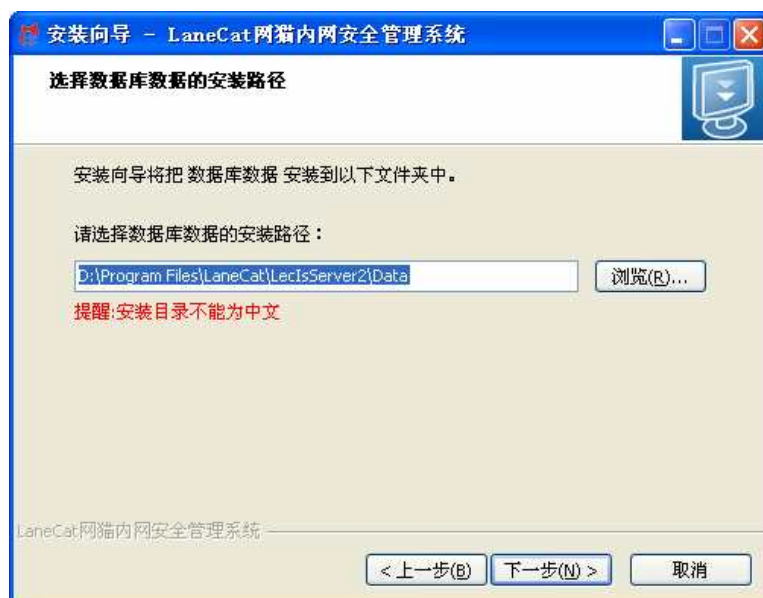 安装向导 - LaneCat网猫内网安全管理系统
选择数据库数据的安装路径
安装向导将把 数据库数据 安装到以下文件夹中。
请选择数据库数据的安装路径：
D:\Program Files\LaneCat\LecIsServer2\Data
浏览(R)...
提醒:安装目录不能为中文
LaneCat网猫内网安全管理系统
< 上一步(B)
下一步(N) >
取消